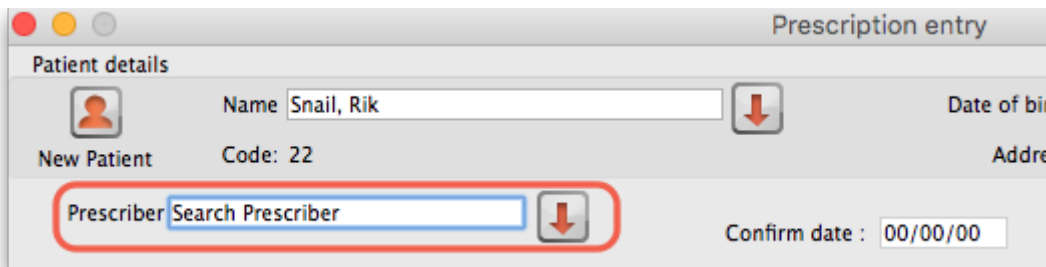 Prescription entry
Patient details
Name Snail, Rik
Date of bi
New Patient
Code: 22
Addre
Prescriber Search Prescriber
Confirm date : 00/00/00